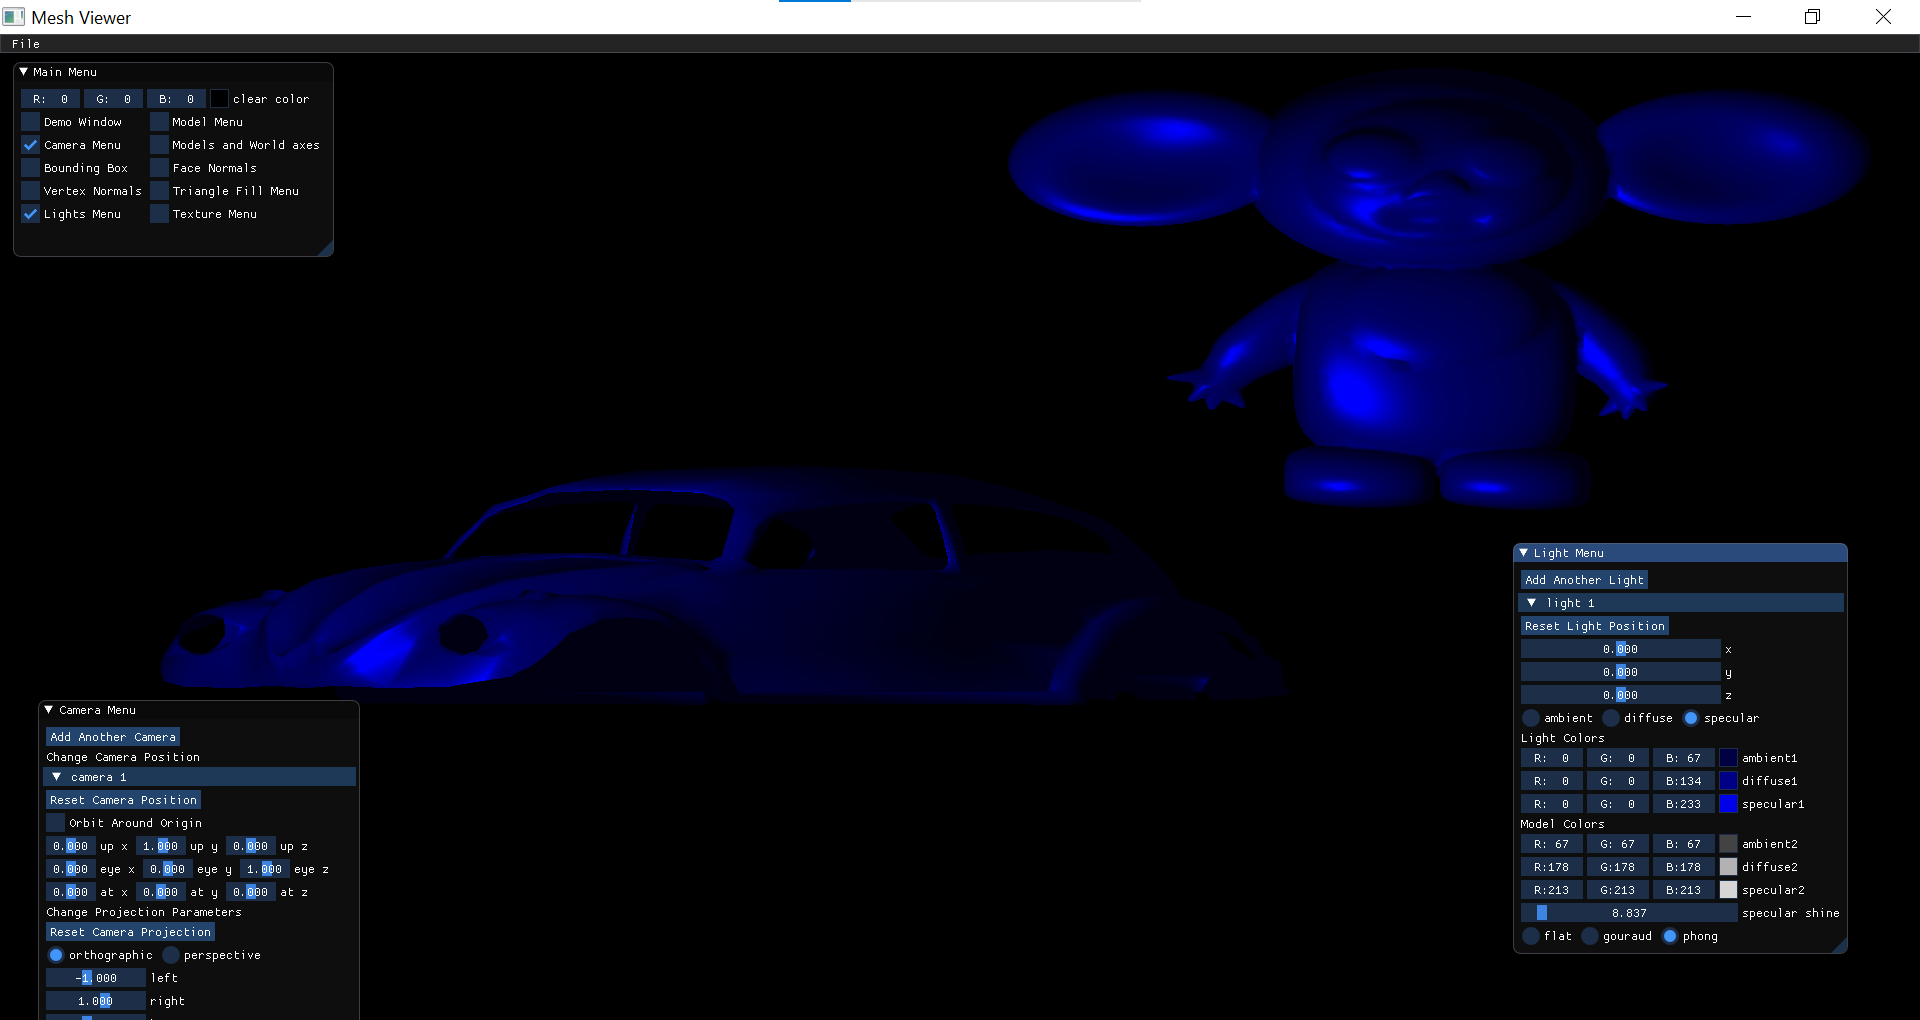 Mesh Viewer
File
Main Menu
R: 0 G: 0 B: 0 clear color
Demo Window Model Menu
Camera Menu Models and World axes
Bounding Box Face Normals
Vertex Normals Triangle Fill Menu
Lights Menu Texture Menu
Light Menu
Add Another Light
light 1
Reset Light Position
0.000 x
0.000 y
0.000 z
ambient diffuse specular
Light Colors
R: 0 G: 0 B: 67 ambient1
R: 0 G: 0 B:134 diffuse1
R: 0 G: 0 B:233 specular1
Model Colors
R: 67 G: 67 B: 67 ambient2
R:178 G:178 B:178 diffuse2
R:213 G:213 B:213 specular2
8.837 specular shine
flat gouraud phong
Camera Menu
Add Another Camera
Change Camera Position
camera 1
Reset Camera Position
Orbit Around Origin
0.000 up x 1.000 up y 0.000 up z
0.000 eye x 0.000 eye y 1.000 eye z
0.000 at x 0.000 at y 0.000 at z
Change Projection Parameters
Reset Camera Projection
orthographic perspective
-1.000 left
1.000 right